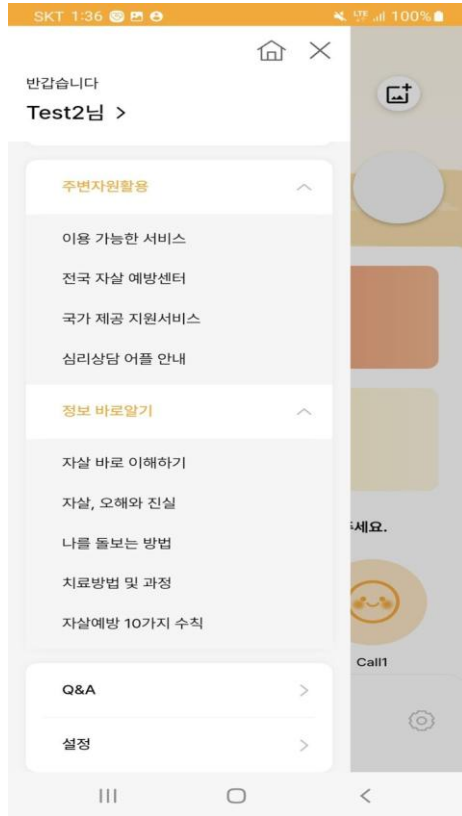 SKT 1:36
LTE 100%
반갑습니다
Test2님 >
주변자원활용
이용 가능한 서비스
전국 자살 예방센터
국가 제공 지원서비스
심리상담 어플 안내
정보 바로알기
자살 바로 이해하기
자살, 오해와 진실
나를 돌보는 방법
치료방법 및 과정
자살예방 10가지 수칙
세요.
Call1
Q&A
설정